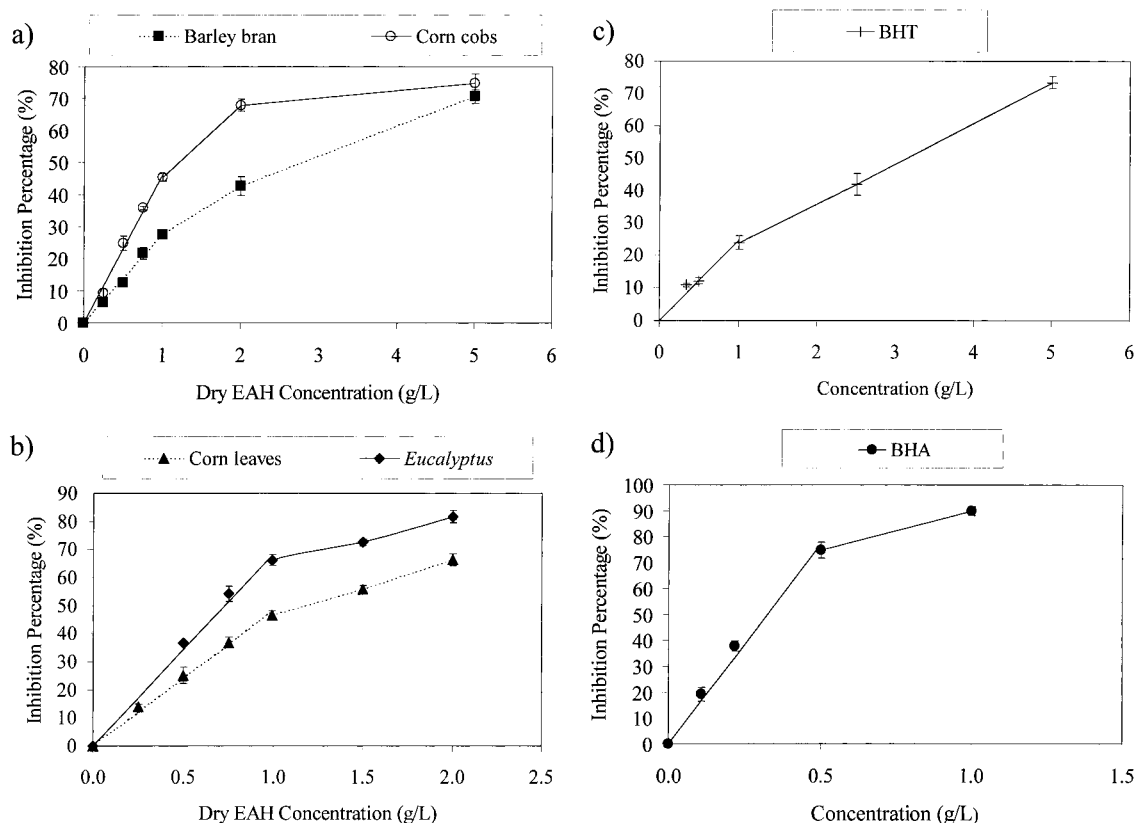 a)
Barley bran
Corn cobs
Inhibition Percentage (%)
80
70
60
50
40
30
20
10
0
0 1 2 3 4 5 6
Dry EAH Concentration (g/L)
c)
BHT
Inhibition Percentage (%)
80
70
60
50
40
30
20
10
0
0 1 2 3 4 5 6
Concentration (g/L)
b)
Corn leaves
Eucalyptus
Inhibition Percentage (%)
90
80
70
60
50
40
30
20
10
0
0.0 0.5 1.0 1.5 2.0 2.5
Dry EAH Concentration (g/L)
d)
BHA
Inhibition Percentage (%)
100
90
80
70
60
50
40
30
20
10
0
0.0 0.5 1.0 1.5
Concentration (g/L)